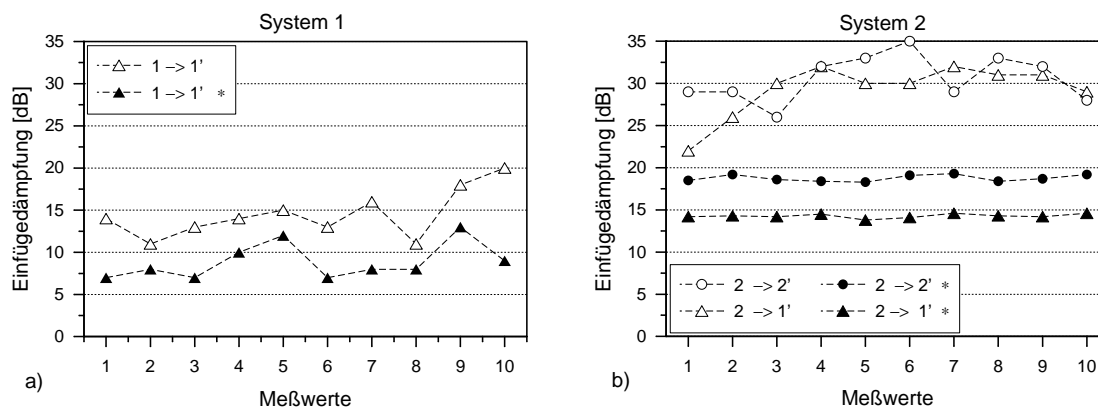 System 1
35
30
25
20
15
10
5
0
Einfügedämpfung [dB]
1 –> 1’
1 –> 1’ *
1 2 3 4 5 6 7 8 9 10
Meßwerte
a)
System 2
35
30
25
20
15
10
5
0
Einfügedämpfung [dB]
2 –> 2’ 2 –> 2’ *
2 –> 1’ 2 –> 1’ *
1 2 3 4 5 6 7 8 9 10
Meßwerte
b)